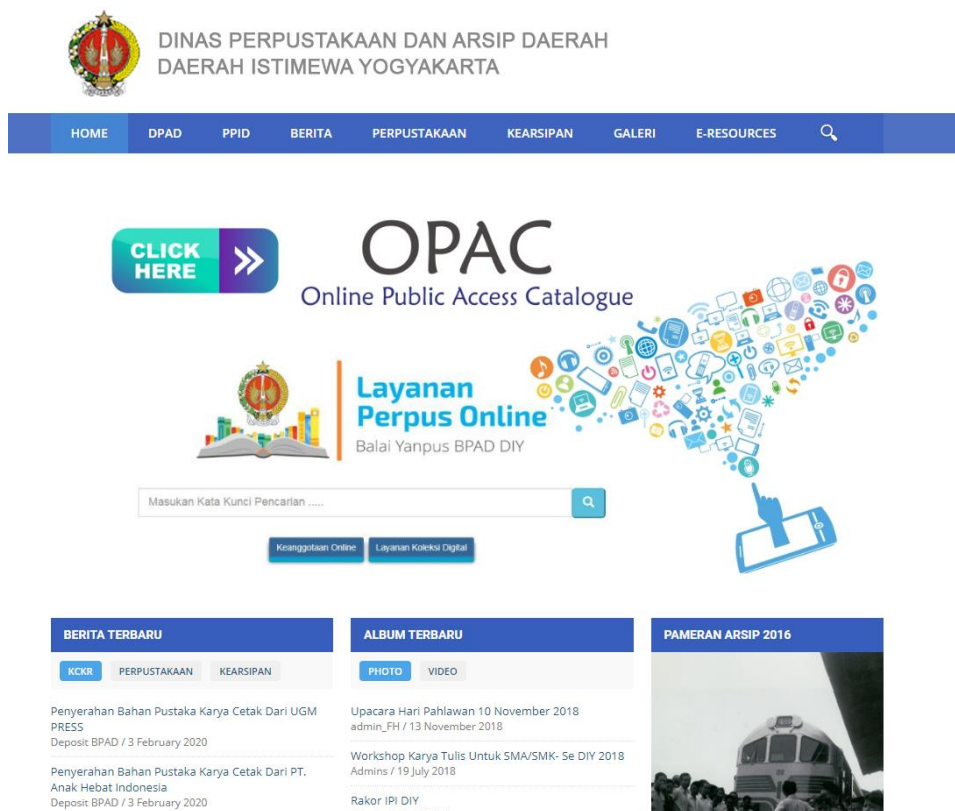 DINAS PERPUSTAKAAN DAN ARSIP DAERAH
DAERAH ISTIMEWA YOGYAKARTA
HOME DPAD PPID BERITA PERPUSTAKAAN KEARSIPAN GALERI E-RESOURCES
CLICK
HERE
OPAC
Online Public Access Catalogue
Layanan
Perpus Online
Balai Yanpus BPAD DIY
Masukan Kata Kunci Pencarian .....
Keanggotaan Online Layanan Koleksi Digital
BERITA TERBARU
KCKR PERPUSTAKAAN KEARSIPAN
Penyerahan Bahan Pustaka Karya Cetak Dari UGM
PRESS
Deposit BPAD / 3 February 2020
Penyerahan Bahan Pustaka Karya Cetak Dari PT.
Anak Hebat Indonesia
Deposit BPAD / 3 February 2020
ALBUM TERBARU
PHOTO VIDEO
Upacara Hari Pahlawan 10 November 2018
admin_FH / 13 November 2018
Workshop Karya Tulis Untuk SMA/SMK- Se DIY 2018
Admins / 19 July 2018
Rakor IPI DIY
PAMERAN ARSIP 2016